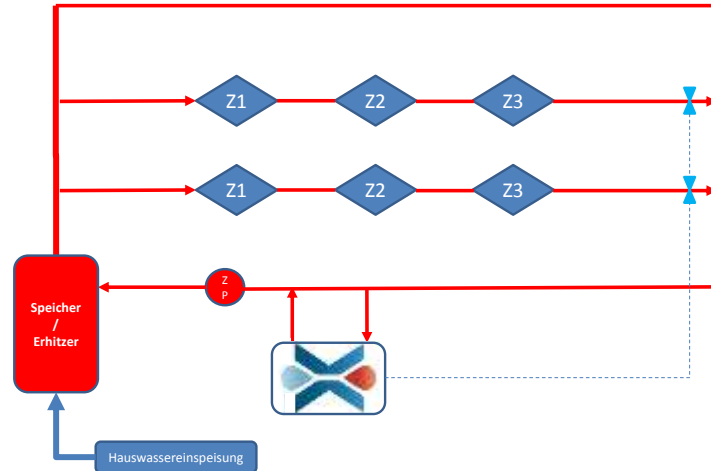 Z1 Z2 Z3
Z1 Z2 Z3
Speicher
/
Erhitzer
Z
P
Hauswassereinspeisung